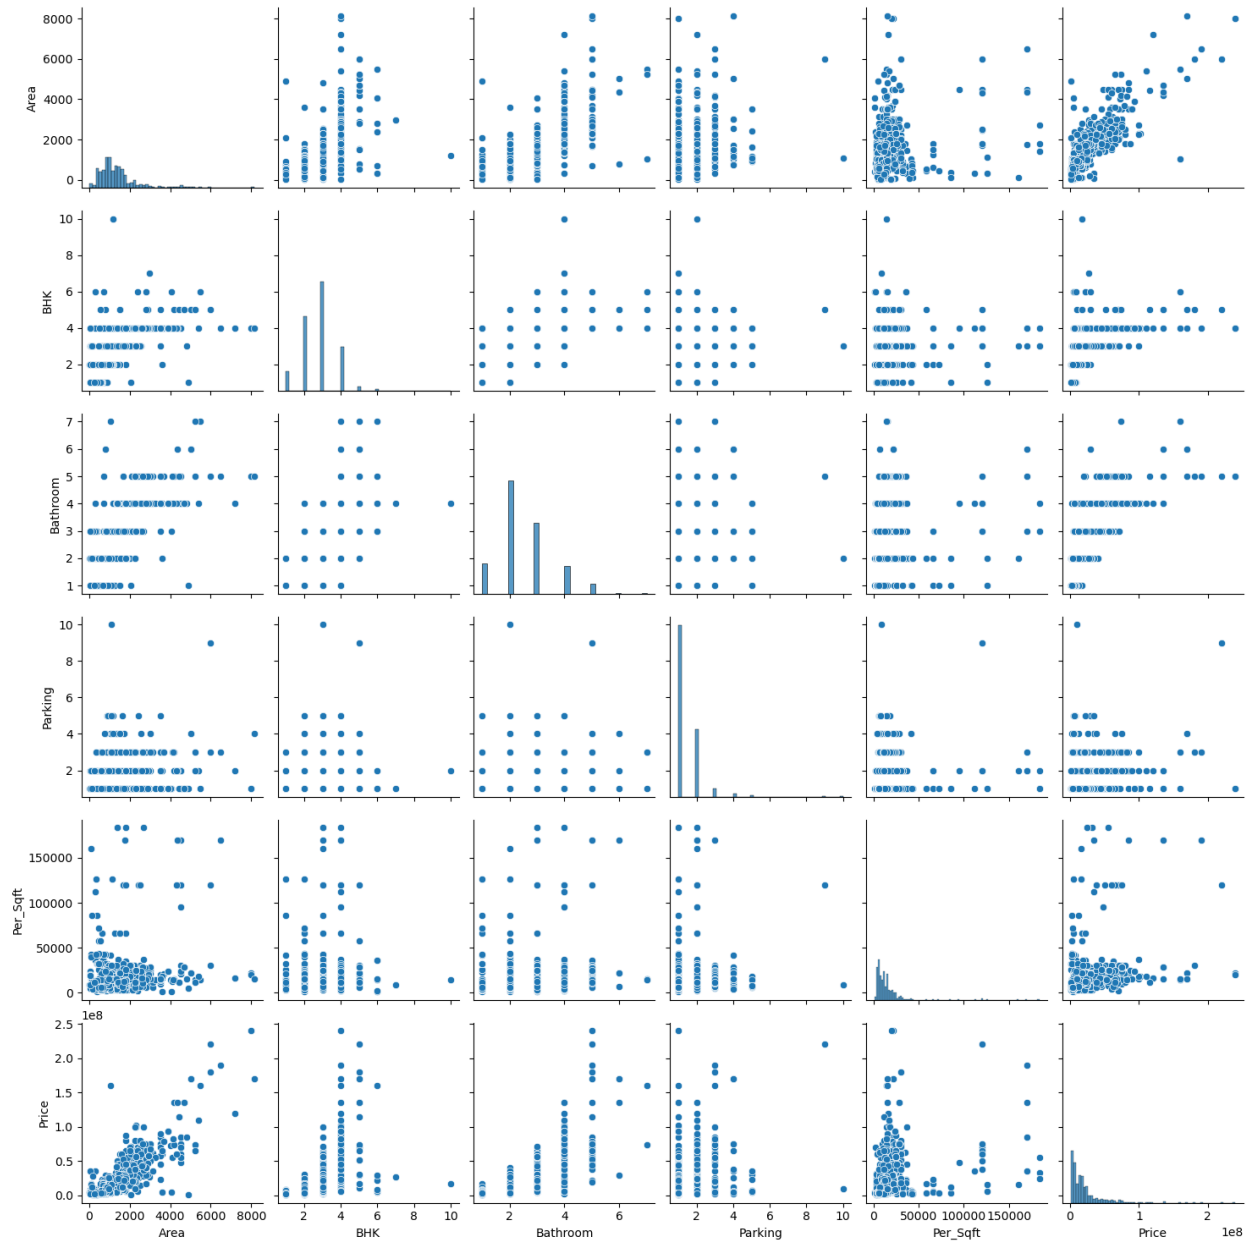 8000
6000
4000
2000
0
Area
10
8
6
4
2
BHK
7
6
5
4
3
2
1
Bathroom
10
8
6
4
2
Parking
150000
100000
50000
0
Per_Sqft
1e8
2.5
2.0
1.5
1.0
0.5
0.0
Price
0 2000 4000 6000 8000
Area
2 4 6 8 10
BHK
2 4 6
Bathroom
2 4 6 8 10
Parking
0 50000 100000 150000
Per_Sqft
0 1 2
1e8
Price